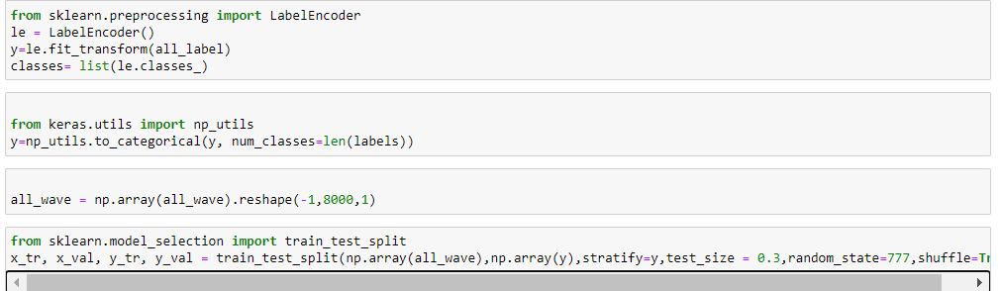 from sklearn.preprocessing import LabelEncoder
le = LabelEncoder()
y=le.fit_transform(all_label)
classes= list(le.classes_)
from keras.utils import np_utils
y=np_utils.to_categorical(y, num_classes=len(labels))
all_wave = np.array(all_wave).reshape(-1,8000,1)
from sklearn.model_selection import train_test_split
x_tr, x_val, y_tr, y_val = train_test_split(np.array(all_wave),np.array(y),stratify=y,test_size = 0.3,random_state=777,shuffle=Tr